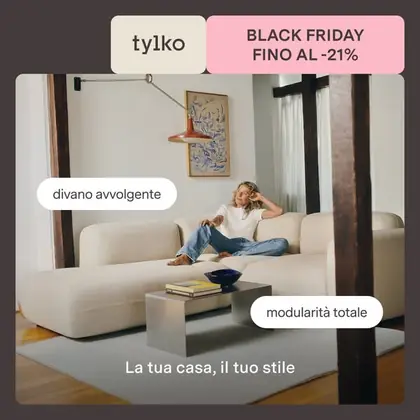 tylko
BLACK FRIDAY
FINO AL -21%
divano avvolgente
modularità totale
La tua casa, il tuo stile